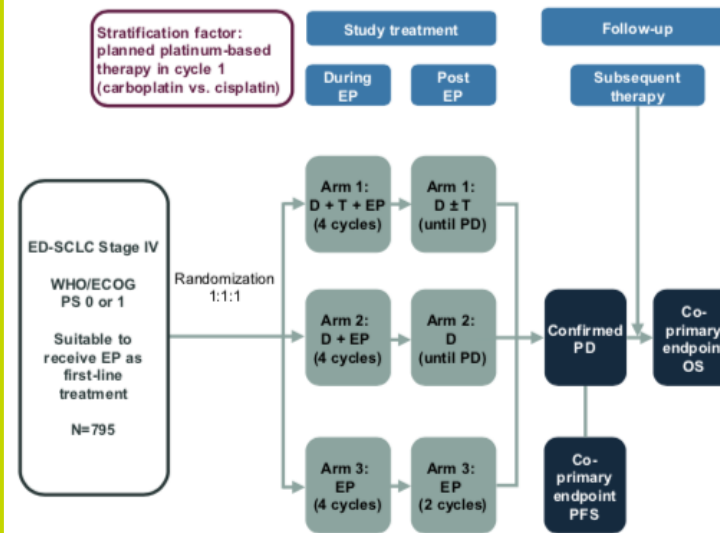 Stratification factor:
planned platinum-based
therapy in cycle 1
(carboplatin vs. cisplatin)
Study treatment
Follow-up
During
EP
Post
EP
Subsequent
therapy
ED-SCLC Stage IV
WHO/ECOG
PS 0 or 1
Suitable to
receive EP as
first-line
treatment
N=795
Randomization
1:1:1
Arm 1:
D + T + EP
(4 cycles)
Arm 1:
D ± T
(until PD)
Arm 2:
D + EP
(4 cycles)
Arm 2:
D
(until PD)
Arm 3:
EP
(4 cycles)
Arm 3:
EP
(2 cycles)
Confirmed
PD
Co-
primary
endpoint
OS
Co-
primary
endpoint
PFS